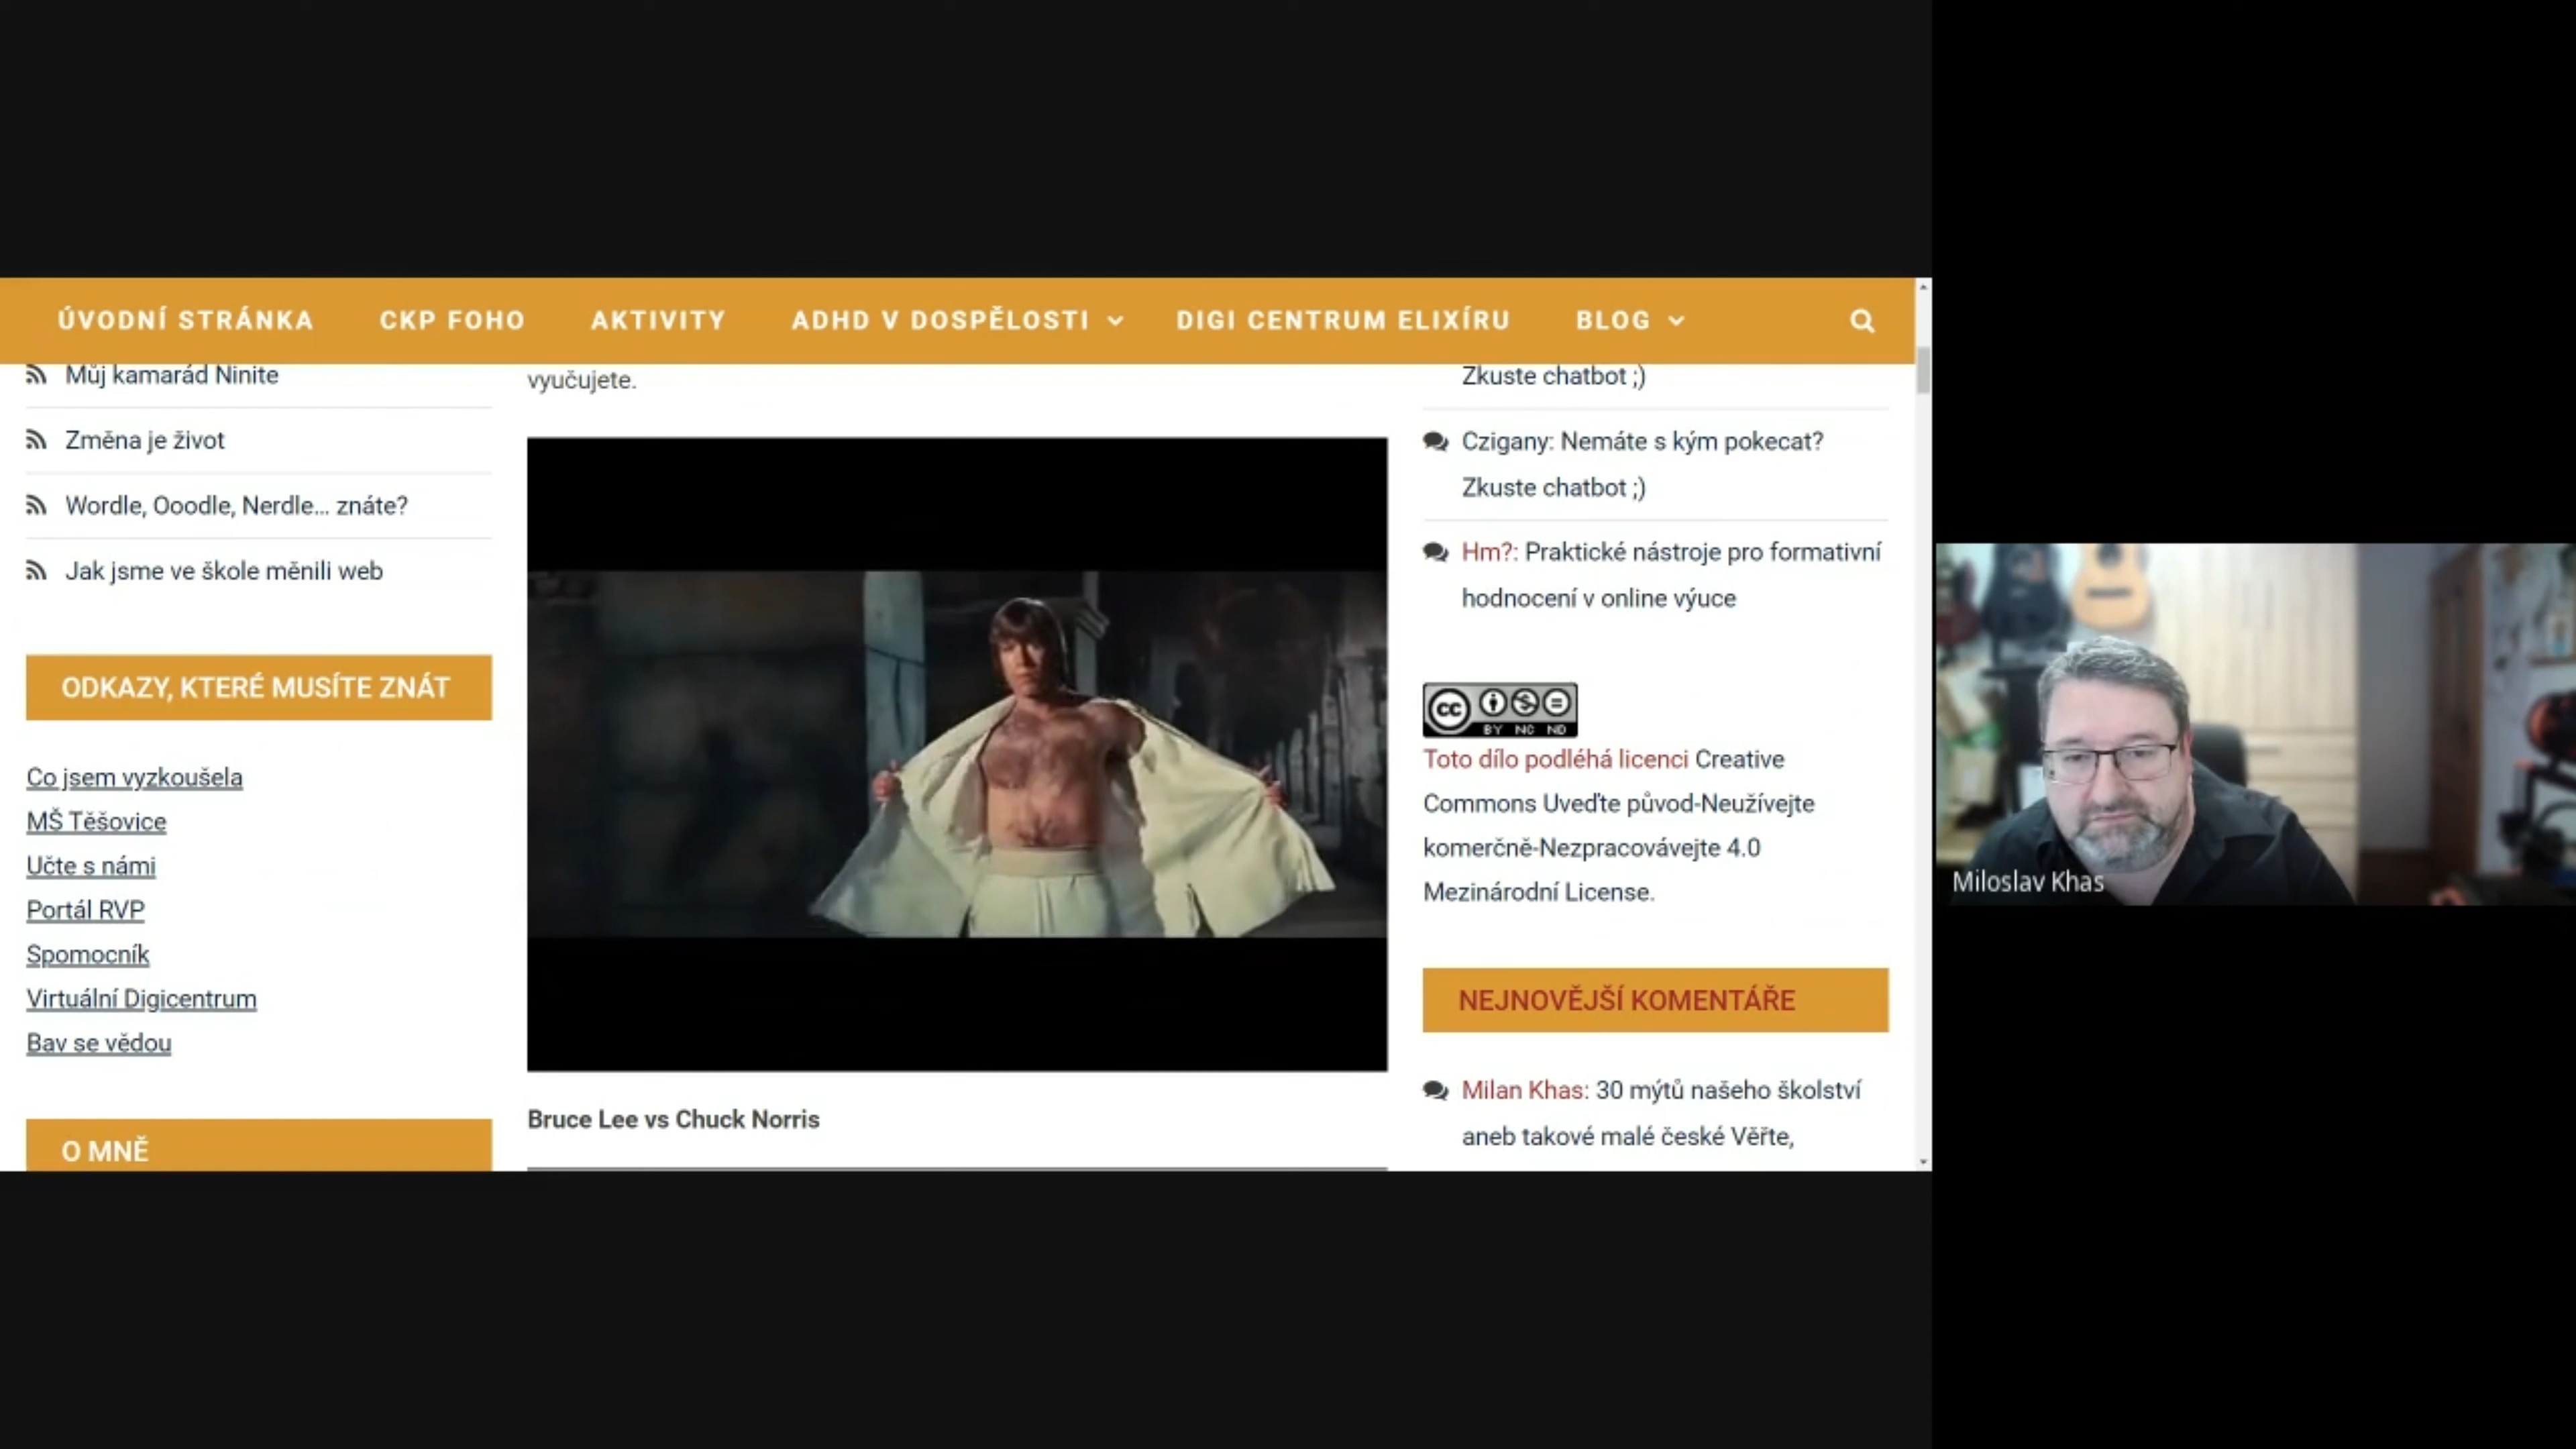 ÚVODNÍ STRÁNKA CKP FOHO AKTIVITY ADHD V DOSPĚLOSTI DIGI CENTRUM ELIXÍRU BLOG
Můj kamarád Ninite
Změna je život
Wordle, Ooodle, Nerdle... znáte?
Jak jsme ve škole měnili web
ODKAZY, KTERÉ MUSÍTE ZNÁT
Co jsem vyzkoušela
MŠ Těšovice
Učte s námi
Portál RVP
Spomocník
Virtuální Digicentrum
Bav se vědou
O MNĚ
vyučujete.
Bruce Lee vs Chuck Norris
Zkuste chatbot ;)
Czigany: Nemáte s kým pokecat?
Zkuste chatbot ;)
Hm?: Praktické nástroje pro formativní
hodnocení v online výuce
cc
BY NC ND
Toto dílo podléhá licenci Creative
Commons Uveďte původ-Neužívejte
komerčně-Nezpracovávejte 4.0
Mezinárodní License.
NEJNOVĚJŠÍ KOMENTÁŘE
Milan Khas: 30 mýtů našeho školství
aneb takové malé české Věřte,
Miloslav Khas